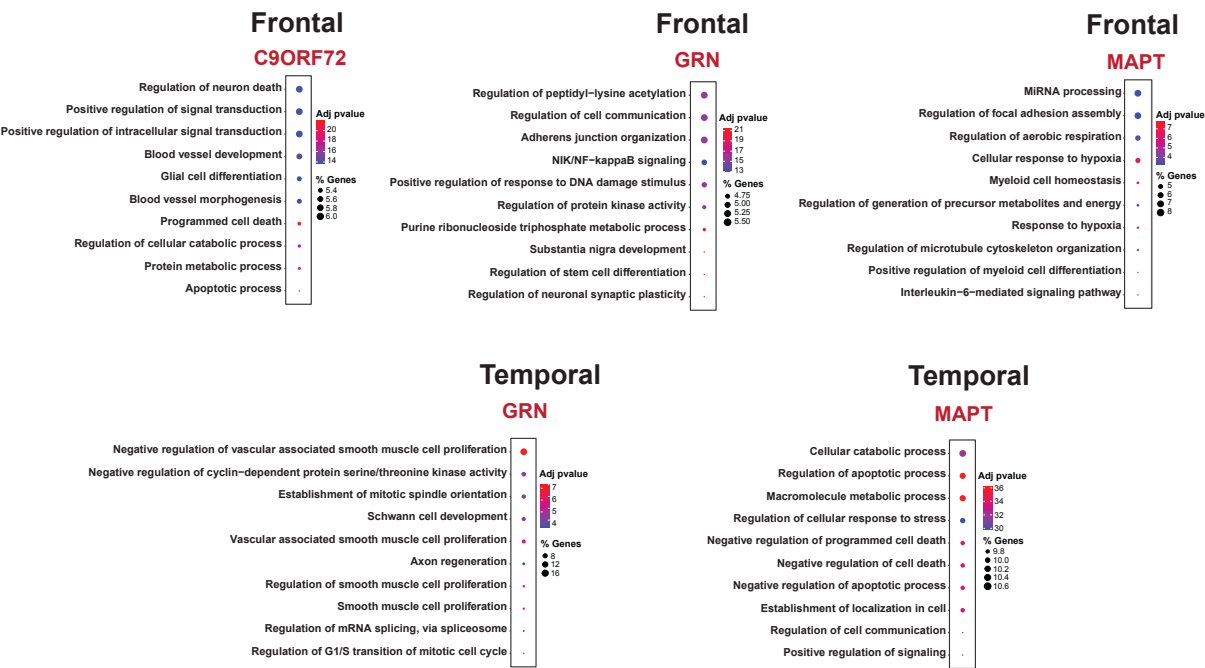 Frontal
C9ORF72
Regulation of neuron death
Positive regulation of signal transduction
Positive regulation of intracellular signal transduction
Blood vessel development
Glial cell differentiation
Blood vessel morphogenesis
Programmed cell death
Regulation of cellular catabolic process
Protein metabolic process
Apoptotic process
Adj pvalue
20
18
16
14
% Genes
5.4
5.6
5.8
6.0
Frontal
GRN
Regulation of peptidyl−lysine acetylation
Regulation of cell communication
Adherens junction organization
NIK/NF−kappaB signaling
Positive regulation of response to DNA damage stimulus
Regulation of protein kinase activity
Purine ribonucleoside triphosphate metabolic process
Substantia nigra development
Regulation of stem cell differentiation
Regulation of neuronal synaptic plasticity
Adj pvalue
21
19
17
15
13
% Genes
4.75
5.00
5.25
5.50
Frontal
MAPT
MiRNA processing
Regulation of focal adhesion assembly
Regulation of aerobic respiration
Cellular response to hypoxia
Myeloid cell homeostasis
Regulation of generation of precursor metabolites and energy
Response to hypoxia
Regulation of microtubule cytoskeleton organization
Positive regulation of myeloid cell differentiation
Interleukin−6−mediated signaling pathway
Adj pvalue
7
6
5
4
% Genes
5
6
7
8
Temporal
GRN
Negative regulation of vascular associated smooth muscle cell proliferation
Negative regulation of cyclin−dependent protein serine/threonine kinase activity
Establishment of mitotic spindle orientation
Schwann cell development
Vascular associated smooth muscle cell proliferation
Axon regeneration
Regulation of smooth muscle cell proliferation
Smooth muscle cell proliferation
Regulation of mRNA splicing, via spliceosome
Regulation of G1/S transition of mitotic cell cycle
Adj pvalue
7
6
5
4
% Genes
8
12
16
Temporal
MAPT
Cellular catabolic process
Regulation of apoptotic process
Macromolecule metabolic process
Regulation of cellular response to stress
Negative regulation of programmed cell death
Negative regulation of cell death
Negative regulation of apoptotic process
Establishment of localization in cell
Regulation of cell communication
Positive regulation of signaling
Adj pvalue
36
34
32
30
% Genes
9.8
10.0
10.2
10.4
10.6